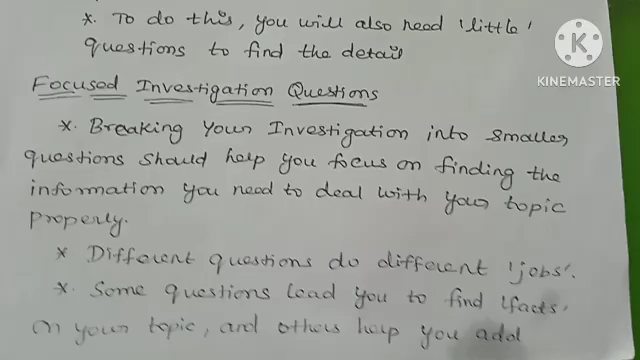 *. To do this, you will also need 'little'
questions to find the detail
Focused Investigation Questions
*. Breaking your Investigation into smaller
questions should help you focus on finding the
information you need to deal with your topic
properly.
* Different questions do different 'jobs'.
*. Some questions lead you to find 'facts'
on your topic, and others help you add
KINEMASTER